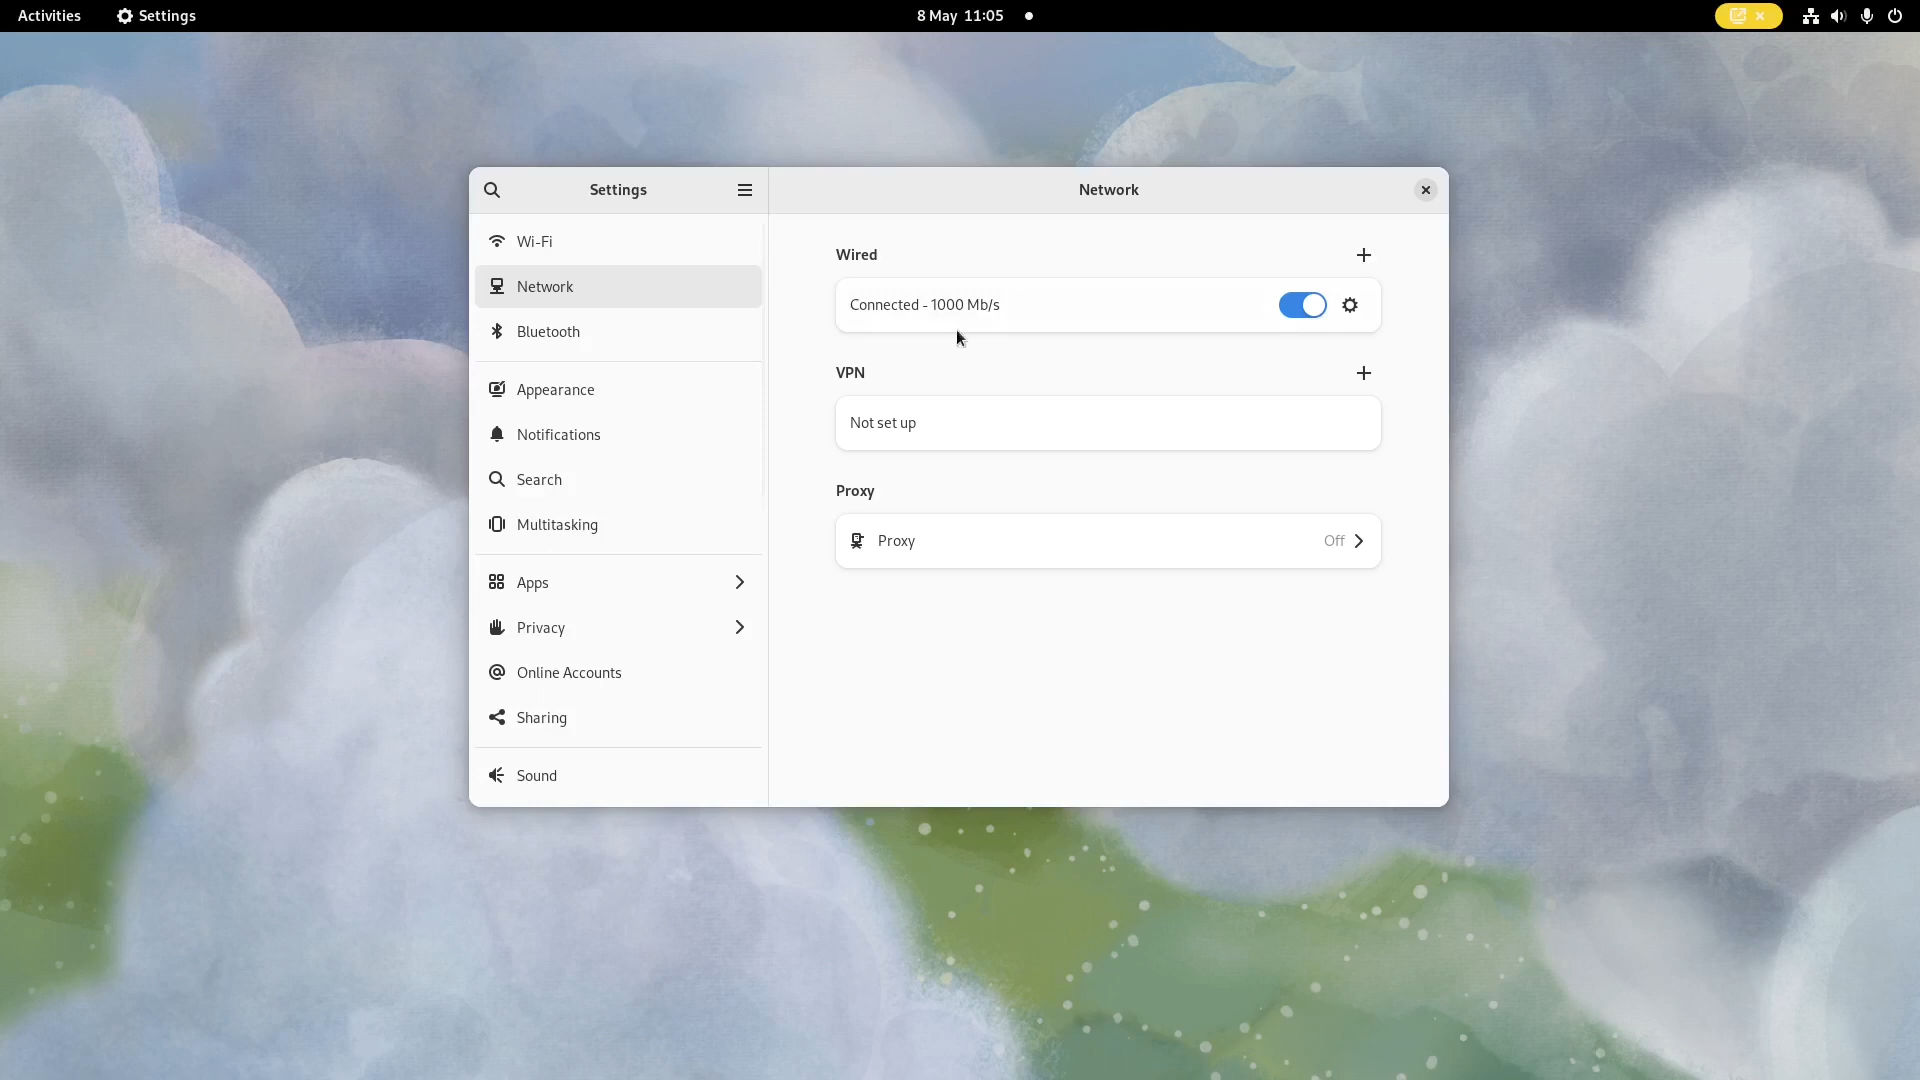 Activities
Settings
8 May 11:05
Settings
Network
Wi-Fi
Network
Bluetooth
Appearance
Notifications
Search
Multitasking
Apps
Privacy
Online Accounts
Sharing
Sound
Wired
Connected - 1000 Mb/s
VPN
Not set up
Proxy
Proxy
Off